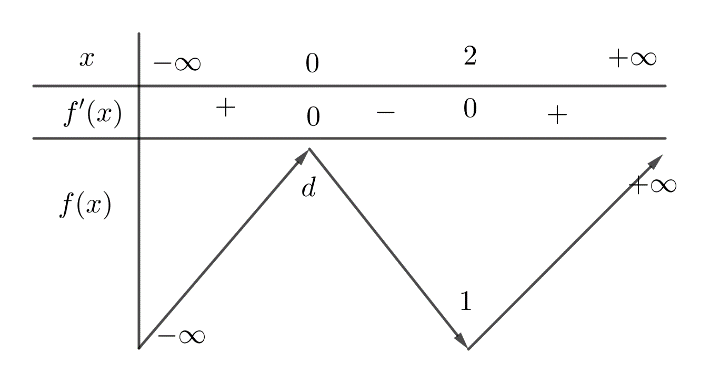 x −∞ 0 2 +∞
f′(x) + 0 − 0 +
f(x) d +∞
1
−∞